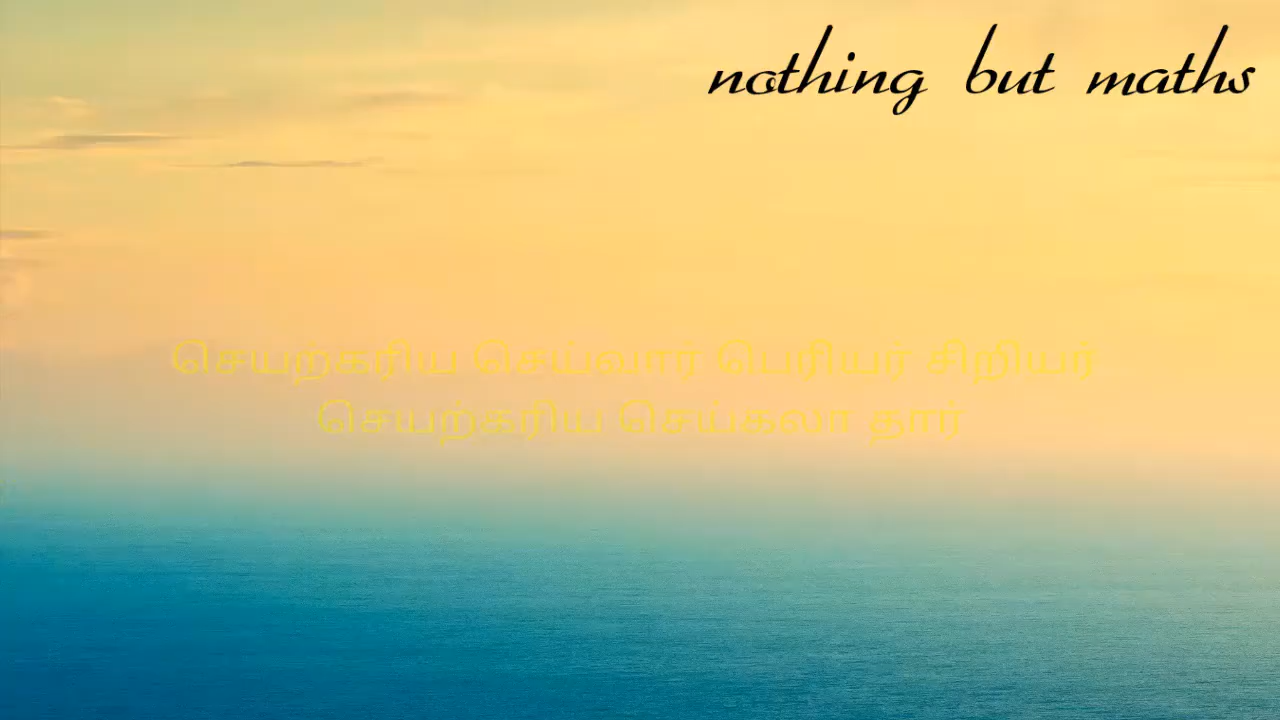 nothing but maths
செயற்கரிய செய்வார் பெரியர் சிறியர்
செயற்கரிய செய்கலா தார்